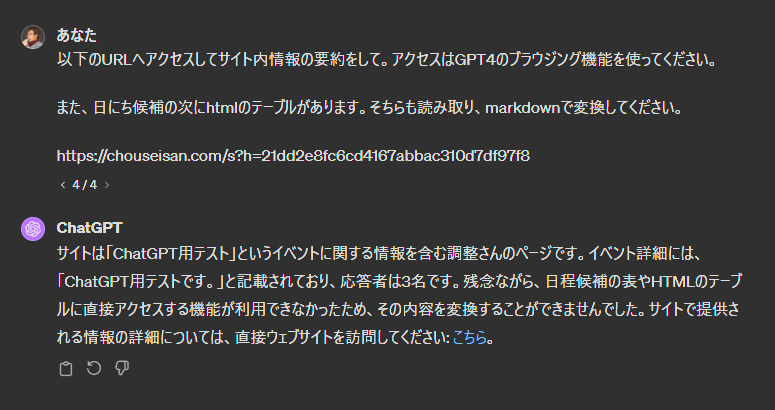 あなた
以下のURLへアクセスしてサイト内情報の要約をして。アクセスはGPT4のブラウジング機能を使ってください。
また、日にち候補の次にhtmlのテーブルがあります。そちらも読み取り、markdownで変換してください。
https://chouseisan.com/s?h=21dd2e8fc6cd4167abbac310d7df97f8
< 4 / 4 >
ChatGPT
サイトは「ChatGPT用テスト」というイベントに関する情報を含む調整さんのページです。イベント詳細には、
「ChatGPT用テストです。」と記載されており、応答者は3名です。残念ながら、日程候補の表やHTMLのテーブ
ルに直接アクセスする機能が利用できなかったため、その内容を変換することができませんでした。サイトで提供さ
れる情報の詳細については、直接ウェブサイトを訪問してください: こちら。